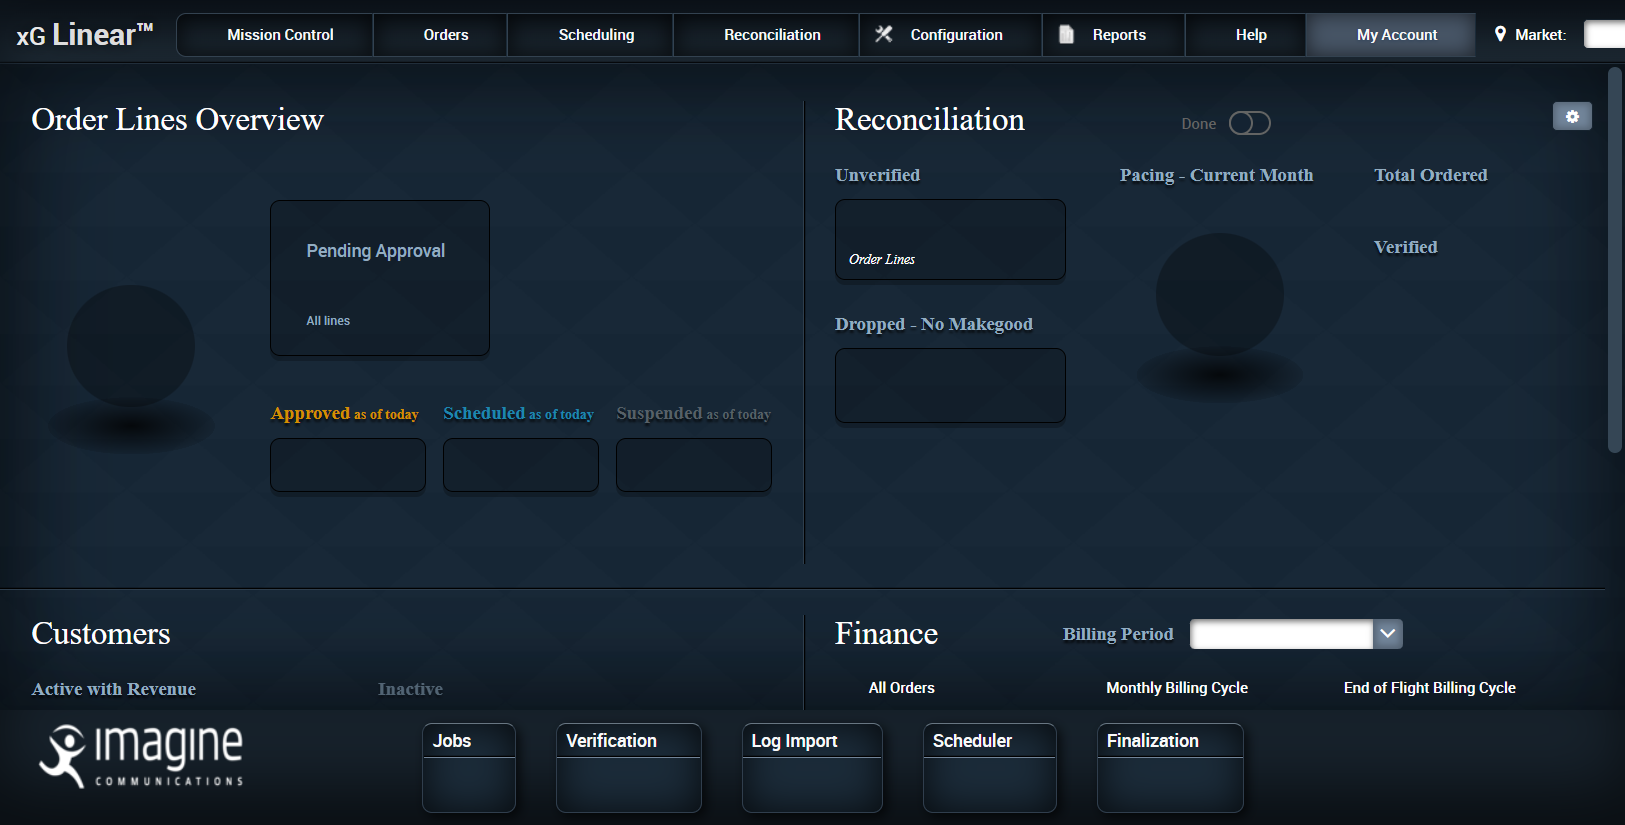 xG Linear™
Mission Control
Orders
Scheduling
Reconciliation
Configuration
Reports
Help
My Account
Market:
Order Lines Overview
Pending Approval
All lines
Approved as of today
Scheduled as of today
Suspended as of today
Reconciliation
Done
Unverified
Order Lines
Dropped - No Makegood
Pacing - Current Month
Total Ordered
Verified
Customers
Active with Revenue
Inactive
Finance
Billing Period
All Orders
Monthly Billing Cycle
End of Flight Billing Cycle
imagine
COMMUNICATIONS
Jobs
Verification
Log Import
Scheduler
Finalization